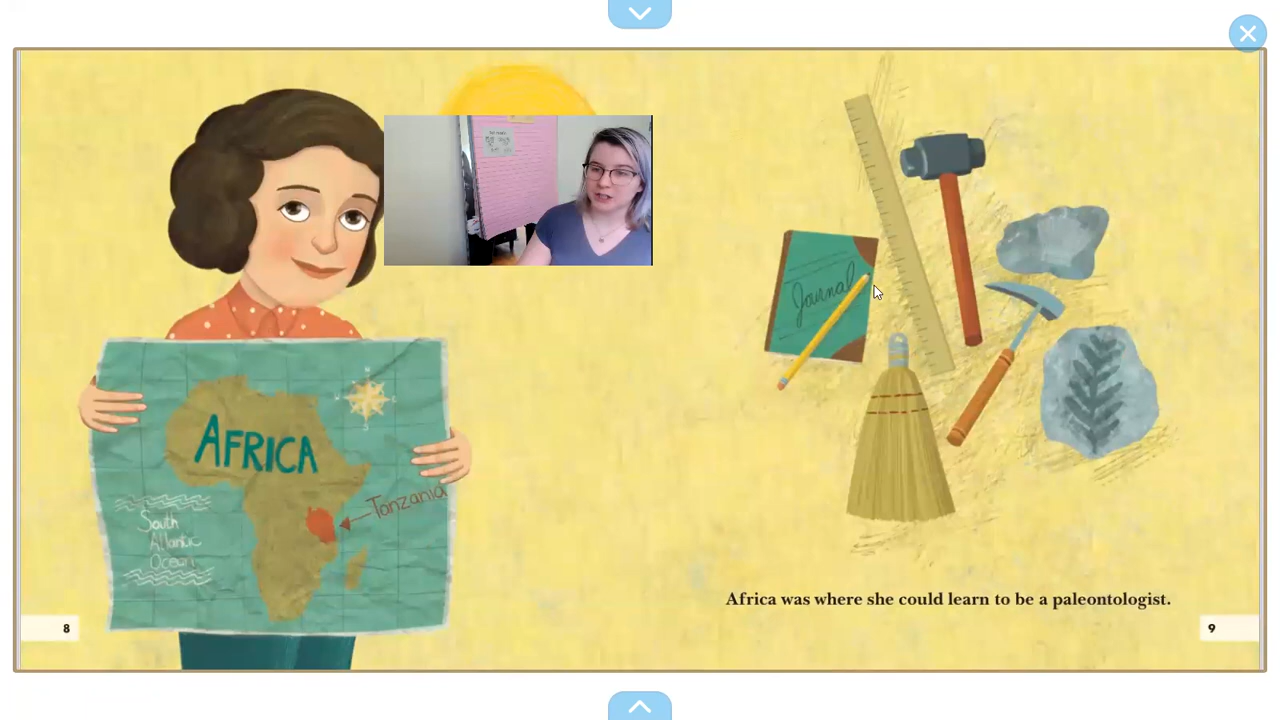 AFRICA
Tanzania
South
Atlantic
Ocean
8
Journal
Africa was where she could learn to be a paleontologist.
9